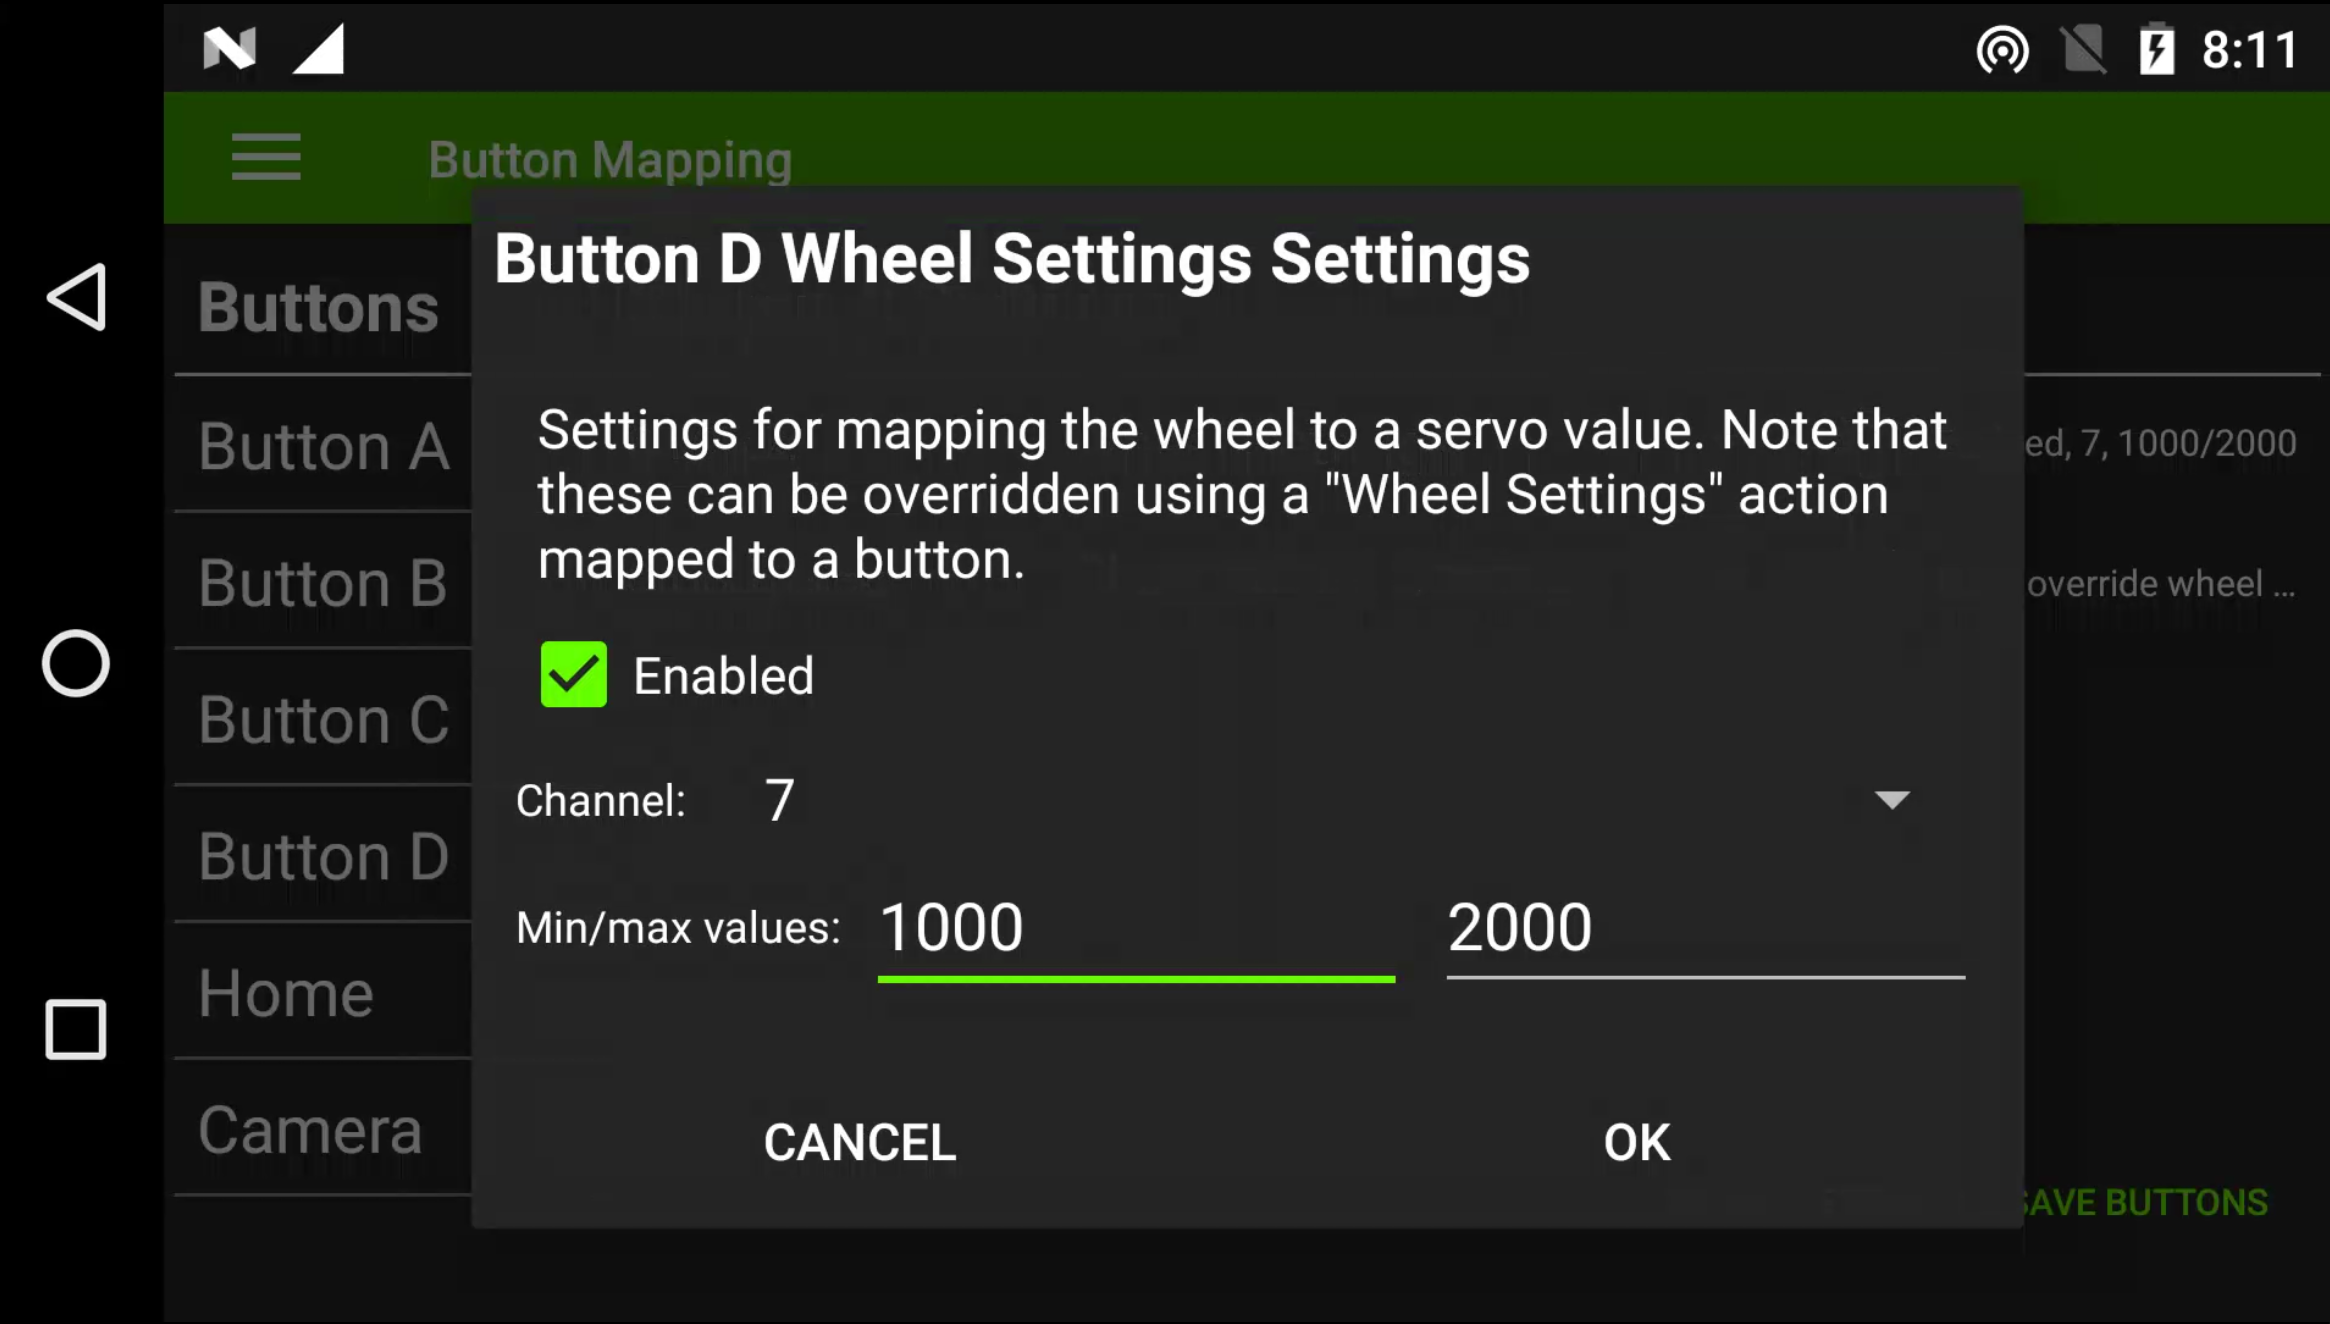 8:11
Button Mapping
Button D Wheel Settings Settings
Buttons
Settings for mapping the wheel to a servo value. Note that
these can be overridden using a "Wheel Settings" action
mapped to a button.
Button A
ed, 7, 1000/2000
Button B
override wheel ...
Enabled
Button C
Channel: 7
Button D
Min/max values: 1000 2000
Home
Camera
CANCEL OK
AVE BUTTONS